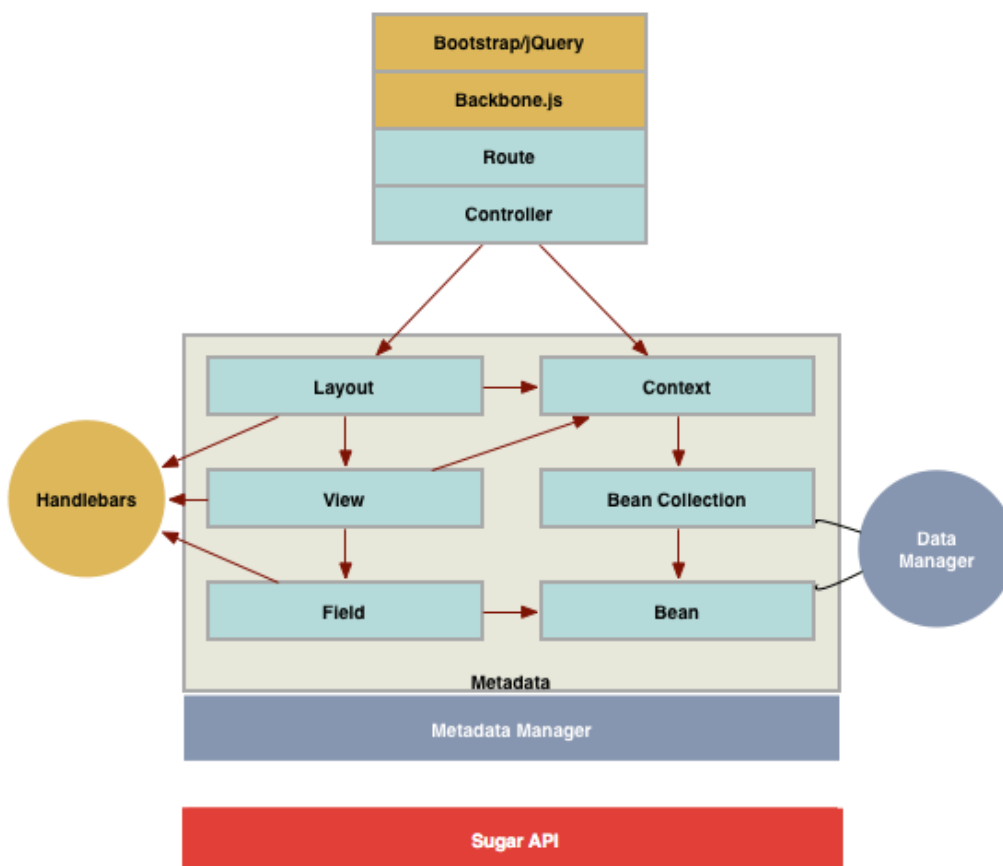 Bootstrap/jQuery
Backbone.js
Route
Controller
Layout
Context
Handlebars
View
Bean Collection
Data
Manager
Field
Bean
Metadata
Metadata Manager
Sugar API